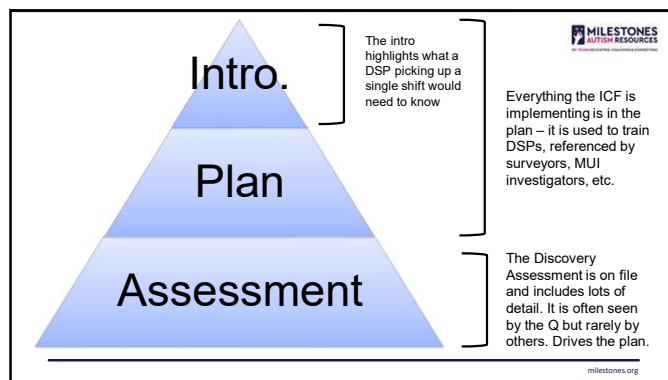 Intro.
The intro
highlights what a
DSP picking up a
single shift would
need to know
MILESTONES
AUTISM RESOURCES
Everything the ICF is
implementing is in the
plan – it is used to train
DSPs, referenced by
surveyors, MUI
investigators, etc.
Plan
Assessment
The Discovery
Assessment is on file
and includes lots of
detail. It is often seen
by the Q but rarely by
others. Drives the plan.
milestones.org